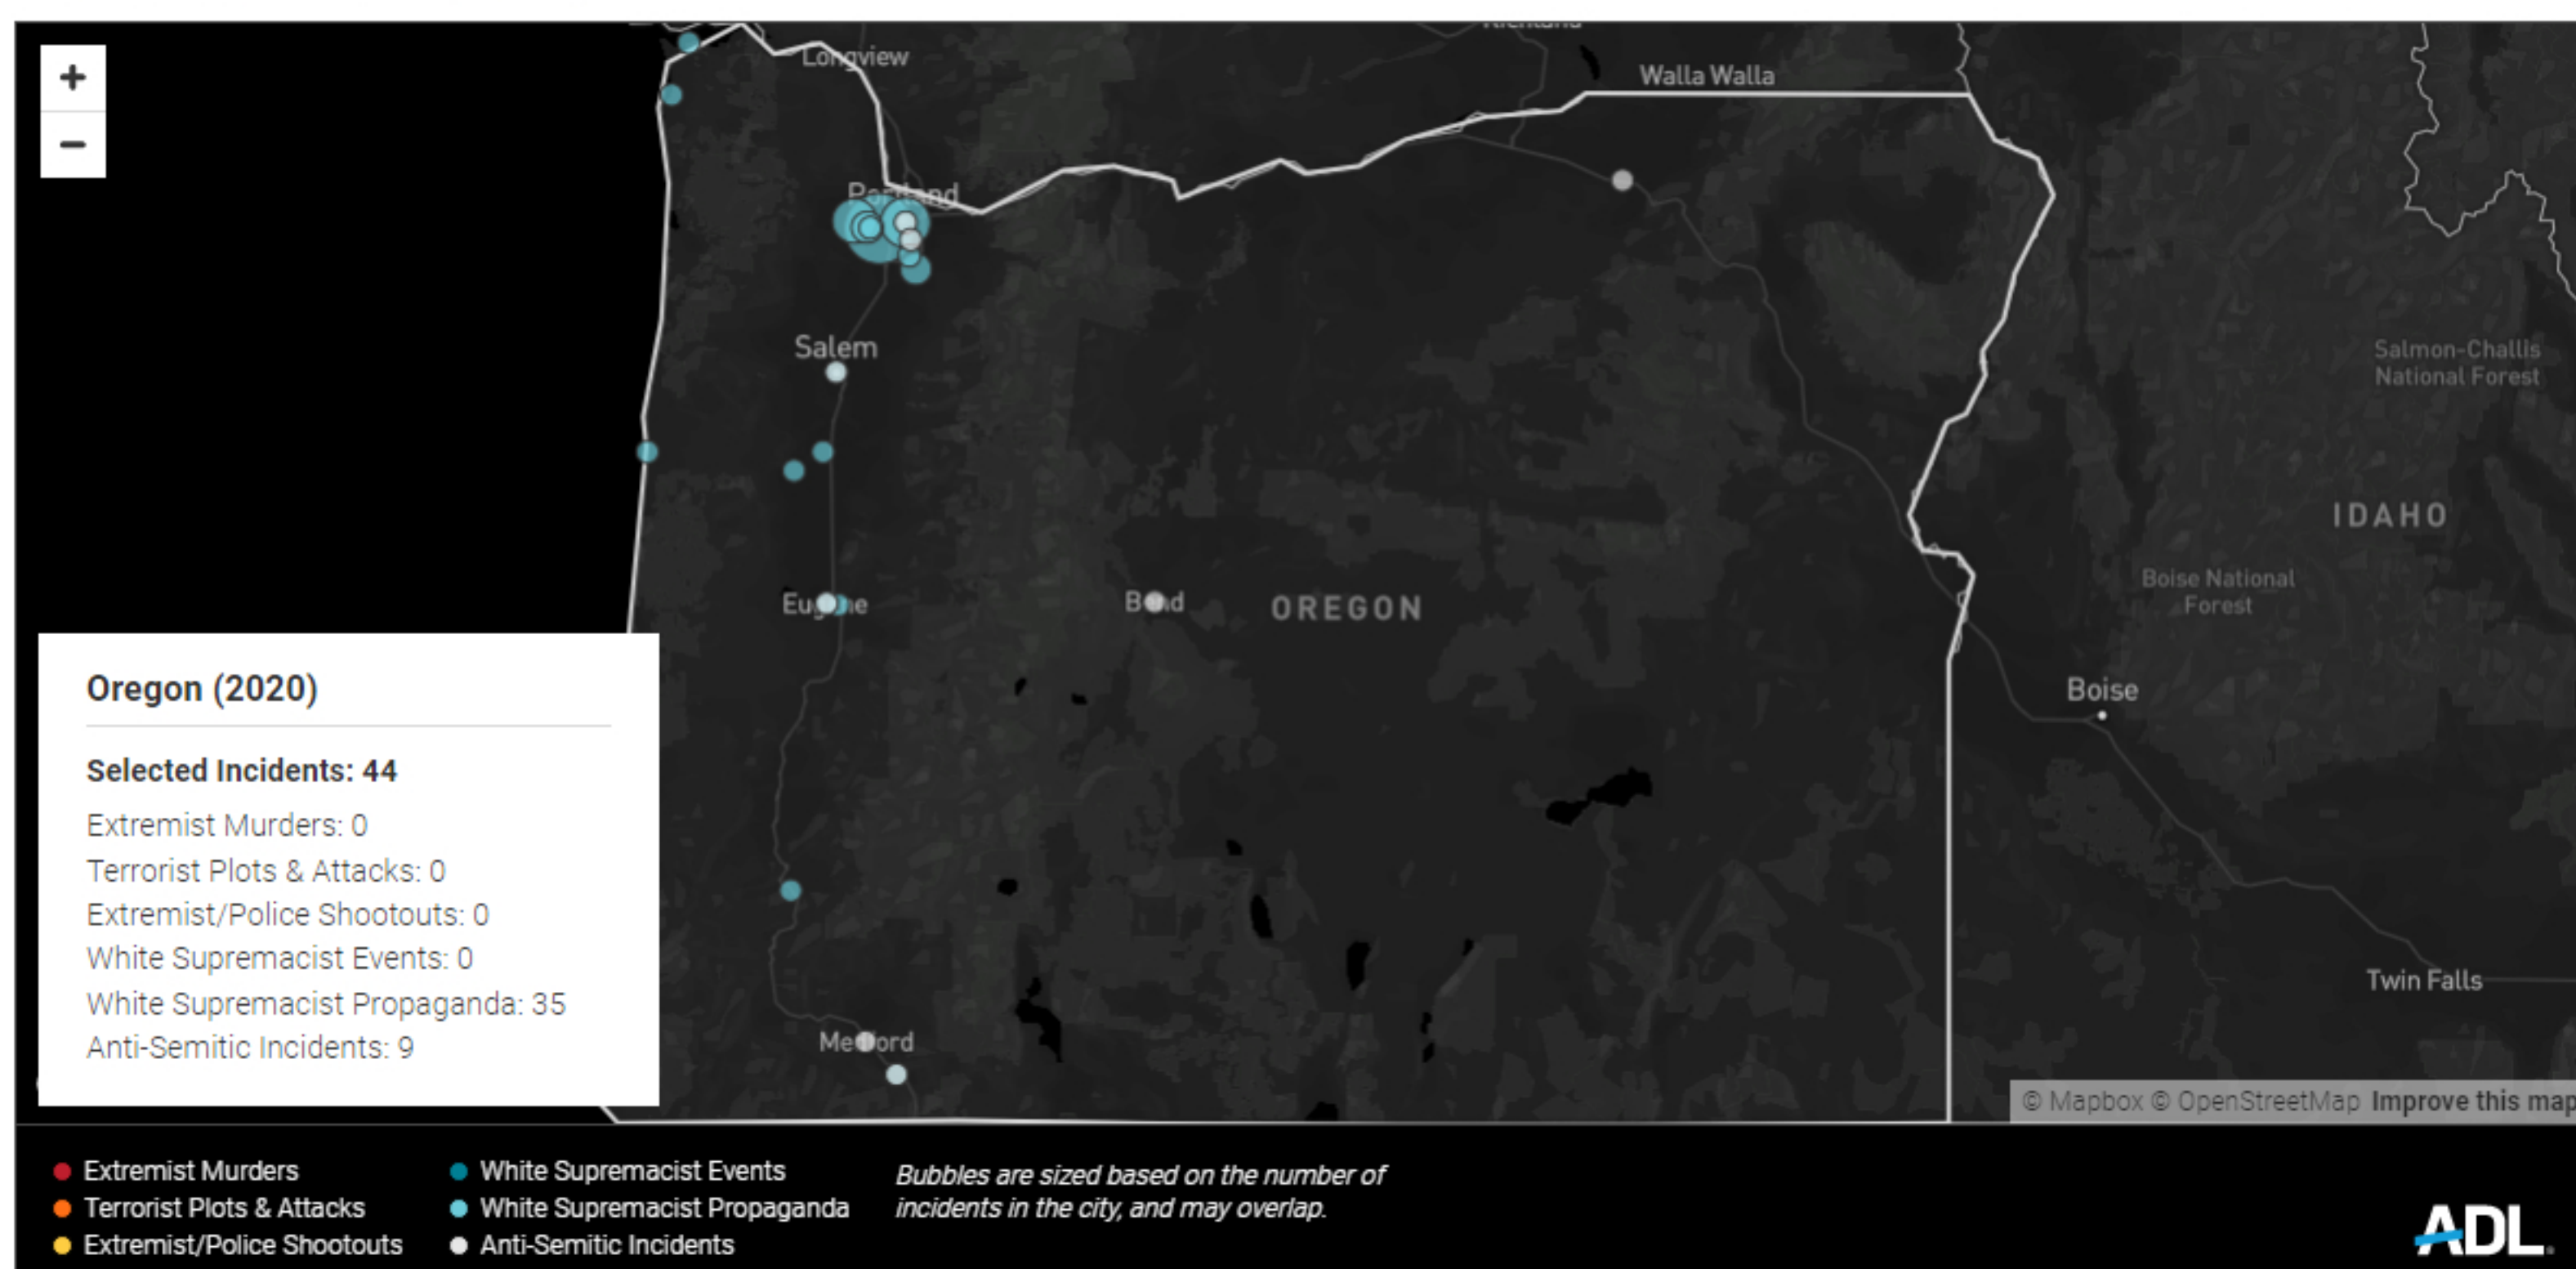 +
−
Richland
Longview
Walla Walla
Portland
Salem
Salmon-Challis
National Forest
IDAHO
Eugene
Bend
OREGON
Boise National
Forest
Boise
Twin Falls
Medford
Oregon (2020)
Selected Incidents: 44
Extremist Murders: 0
Terrorist Plots & Attacks: 0
Extremist/Police Shootouts: 0
White Supremacist Events: 0
White Supremacist Propaganda: 35
Anti-Semitic Incidents: 9
© Mapbox © OpenStreetMap Improve this map
Extremist Murders
Terrorist Plots & Attacks
Extremist/Police Shootouts
White Supremacist Events
White Supremacist Propaganda
Anti-Semitic Incidents
Bubbles are sized based on the number of
incidents in the city, and may overlap.
ADL